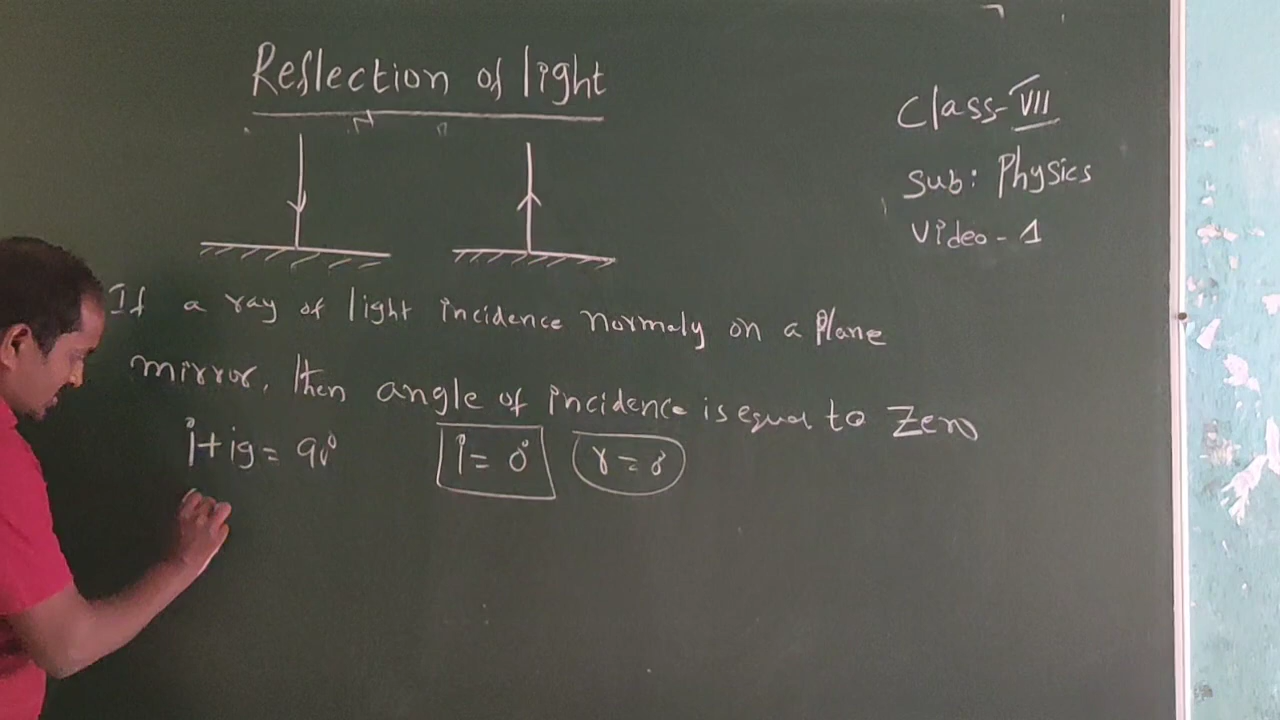 Reflection of light
Class-VII
Sub: Physics
Video-1
If a ray of light incidence normaly on a Plane
mirror, then angle of incidence is equal to Zero
i+ig= 90° i= 0° r=0